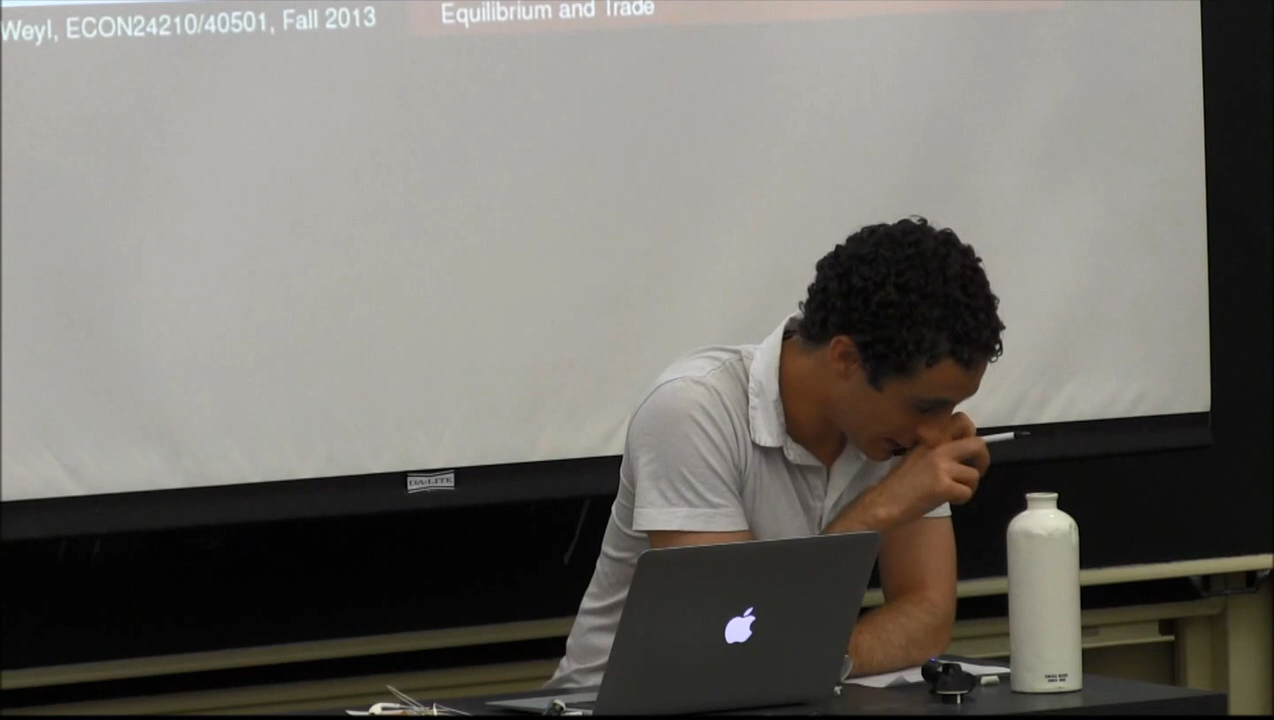 Weyl, ECON24210/40501, Fall 2013
Equilibrium and Trade
DA-LITE